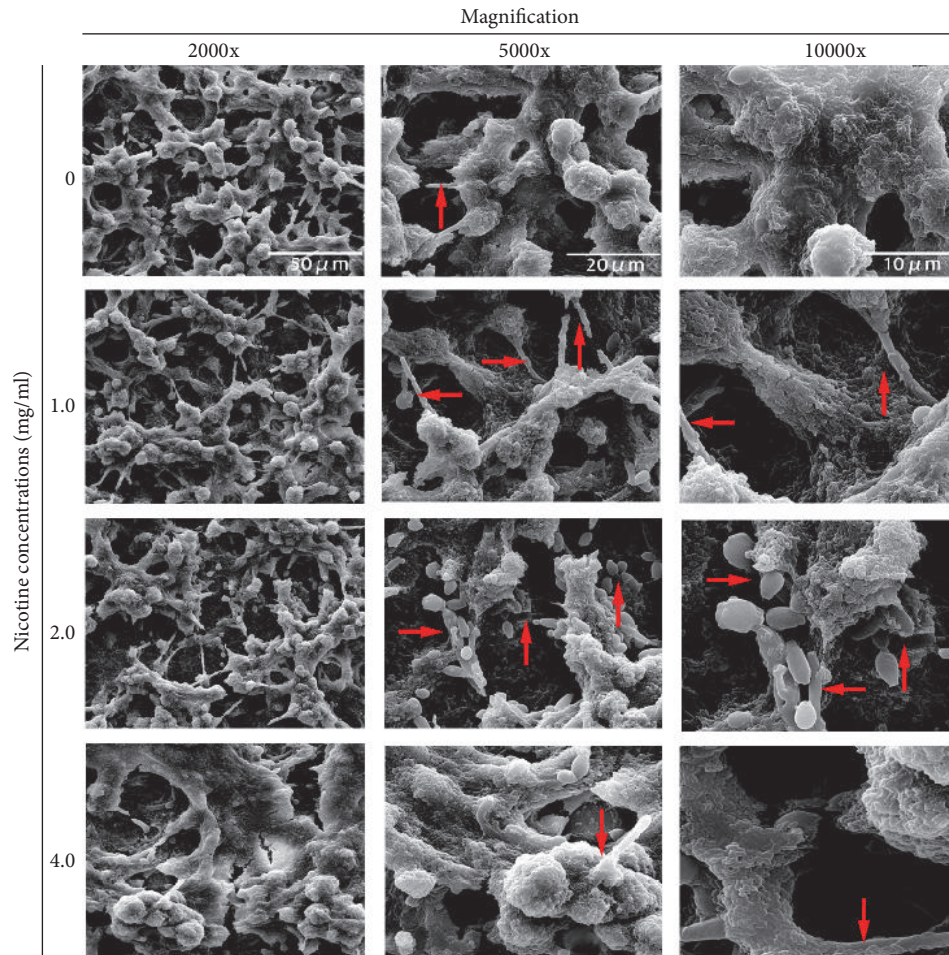 Magnification
2000x 5000x 10000x
Nicotine concentrations (mg/ml)
0
50 μm 20 μm 10 μm
1.0
2.0
4.0